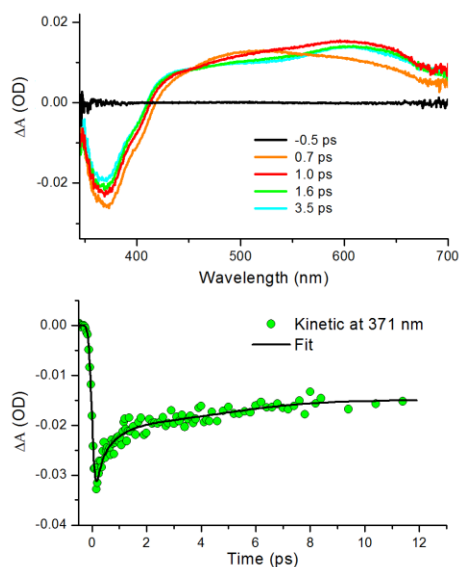 0.02
0.00
-0.02
ΔA (OD)
-0.5 ps
0.7 ps
1.0 ps
1.6 ps
3.5 ps
400 500 600 700
Wavelength (nm)
0.00
-0.01
-0.02
-0.03
-0.04
ΔA (OD)
Kinetic at 371 nm
Fit
0 2 4 6 8 10 12
Time (ps)